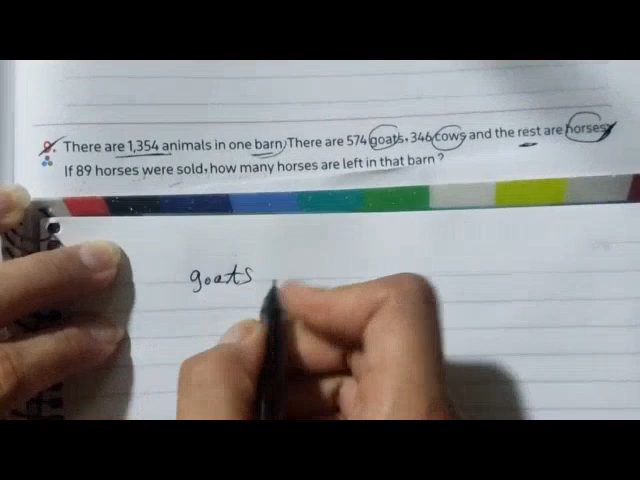 9. There are 1,354 animals in one barn, There are 574 goats, 346 cows and the rest are horses.
If 89 horses were sold, how many horses are left in that barn?
goats